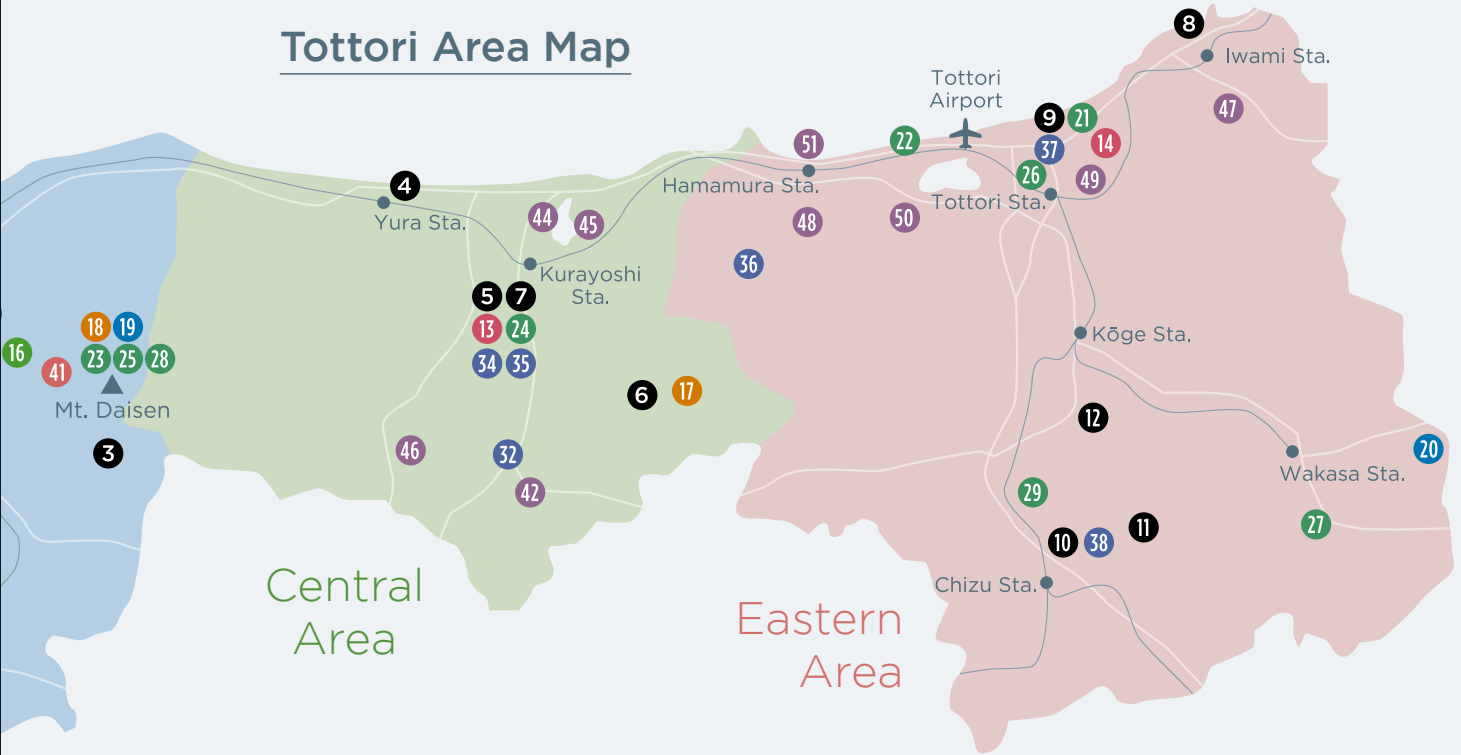 Tottori Area Map
8
Iwami Sta.
Tottori
Airport
47
9
21
51
22
37
14
Hamamura Sta.
26
49
4
Tottori Sta.
Yura Sta.
44
45
48
50
36
Kurayoshi
Sta.
5
7
18
19
13
24
Kōge Sta.
16
41
23
25
28
34
35
Mt. Daisen
6
17
12
3
46
32
20
Wakasa Sta.
42
29
27
10
38
11
Central
Area
Chizu Sta.
Eastern
Area